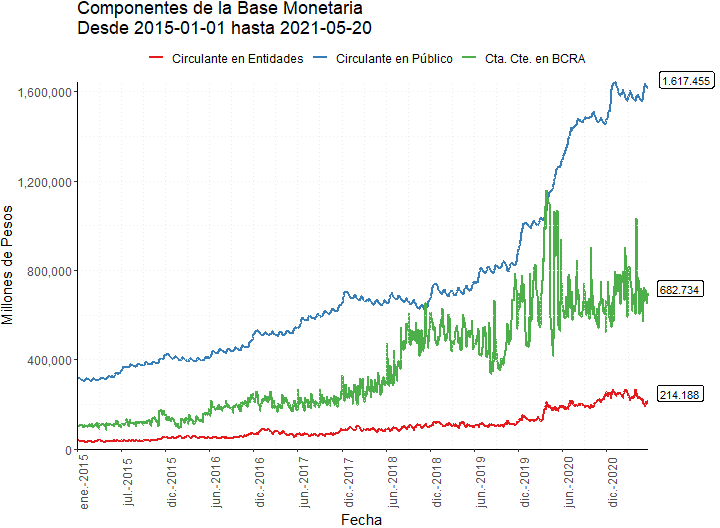 Componentes de la Base Monetaria
Desde 2015-01-01 hasta 2021-05-20
Circulante en Entidades Circulante en Público Cta. Cte. en BCRA
Millones de Pesos
1,600,000
1,200,000
800,000
400,000
0
1.617.455
682.734
214.188
ene.-2015
jul.-2015
dic.-2015
jun.-2016
dic.-2016
jun.-2017
dic.-2017
jun.-2018
dic.-2018
jun.-2019
dic.-2019
jun.-2020
dic.-2020
Fecha